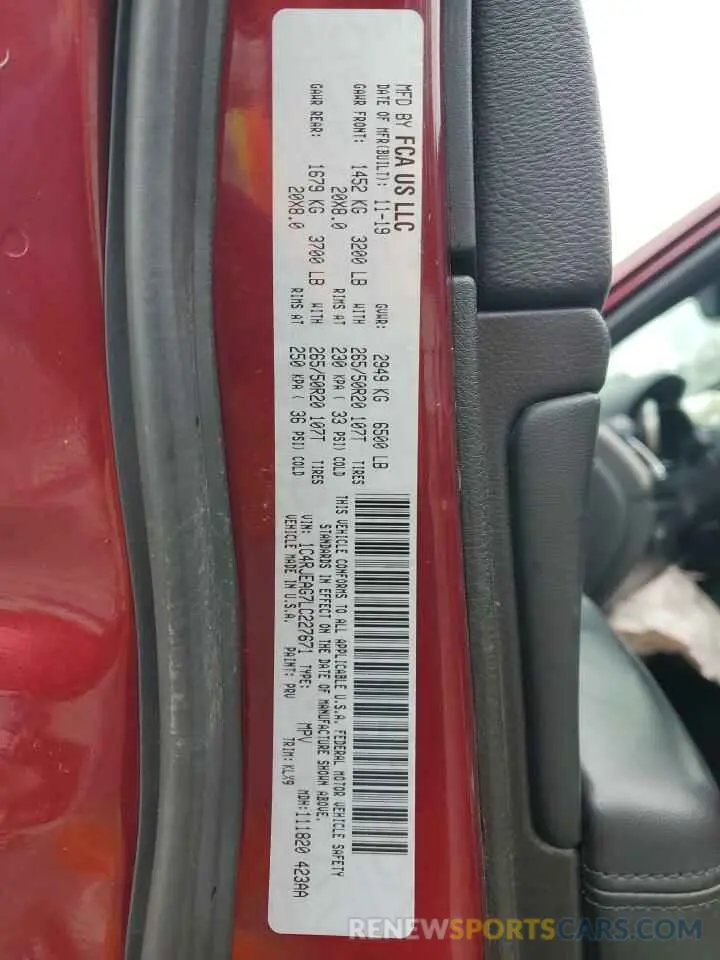 MFD BY FCA US LLC
DATE OF MFR(BUILT): 11-19 GVWR: 2949 KG 6500 LB
GAWR FRONT: 1452 KG 3200 LB WITH 265/50R20 107T TIRES
20X8.0 RIMS AT 230 KPA ( 33 PSI) COLD
GAWR REAR: 1679 KG 3700 LB WITH 265/50R20 107T TIRES
20X8.0 RIMS AT 250 KPA ( 36 PSI) COLD
THIS VEHICLE CONFORMS TO ALL APPLICABLE U.S.A. FEDERAL MOTOR VEHICLE SAFETY
STANDARDS IN EFFECT ON THE DATE OF MANUFACTURE SHOWN ABOVE.
VIN: 1C4RJEAG7LC227671 TYPE: MPV MDH:111820 423AA
VEHICLE MADE IN U.S.A. PAINT: PRV TRIM:KLX9
RENEWSPORTSCARS.COM